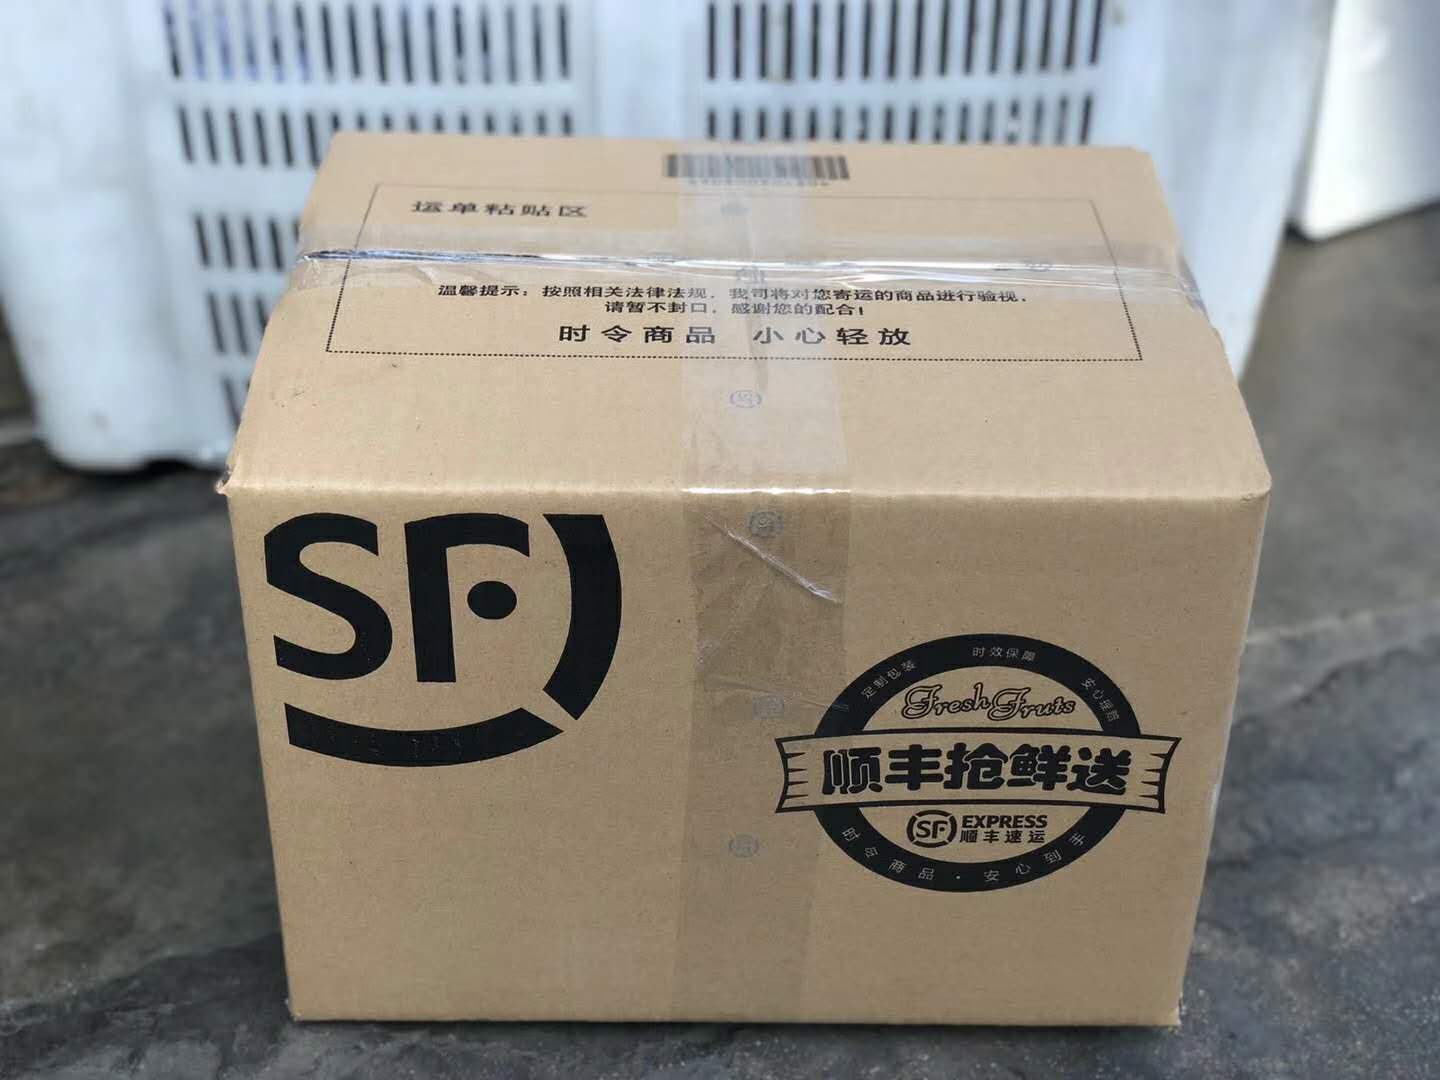 运单粘贴区
温馨提示：按照相关法律法规，我司将对您寄运的商品进行验视，
请暂不封口，感谢您的配合！
时令商品 小心轻放
SF
定制包装 时效保障 安心理赔
Fresh Fruts
顺丰抢鲜送
SF EXPRESS
顺丰速运
时令商品·安心到手